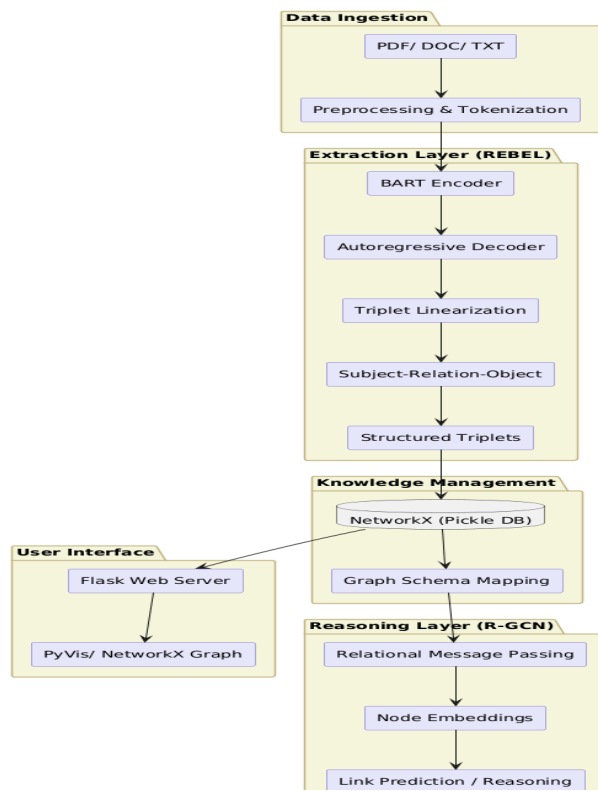 Data Ingestion
PDF/ DOC/ TXT
Preprocessing & Tokenization
Extraction Layer (REBEL)
BART Encoder
Autoregressive Decoder
Triplet Linearization
Subject-Relation-Object
Structured Triplets
Knowledge Management
NetworkX (Pickle DB)
Graph Schema Mapping
User Interface
Flask Web Server
PyVis/ NetworkX Graph
Reasoning Layer (R-GCN)
Relational Message Passing
Node Embeddings
Link Prediction / Reasoning